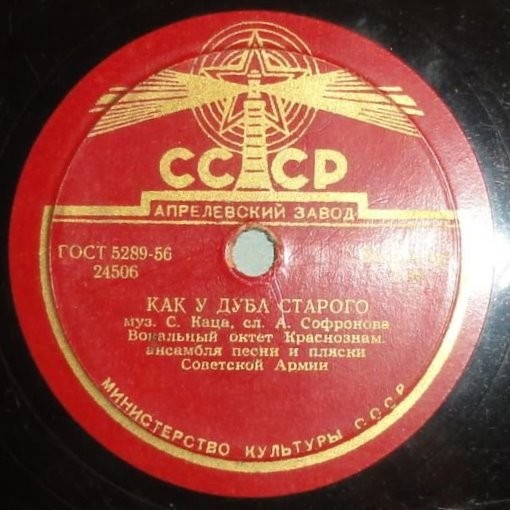 СССР
АПРЕЛЕВСКИЙ ЗАВОД
ГОСТ 5289-56
24506
КАК У ДУБА СТАРОГО
муз. С. Каца, сл. А. Софронова
Вокальный октет Краснознам.
ансамбля песни и пляски
Советской Армии
МИНИСТЕРСТВО КУЛЬТУРЫ СССР